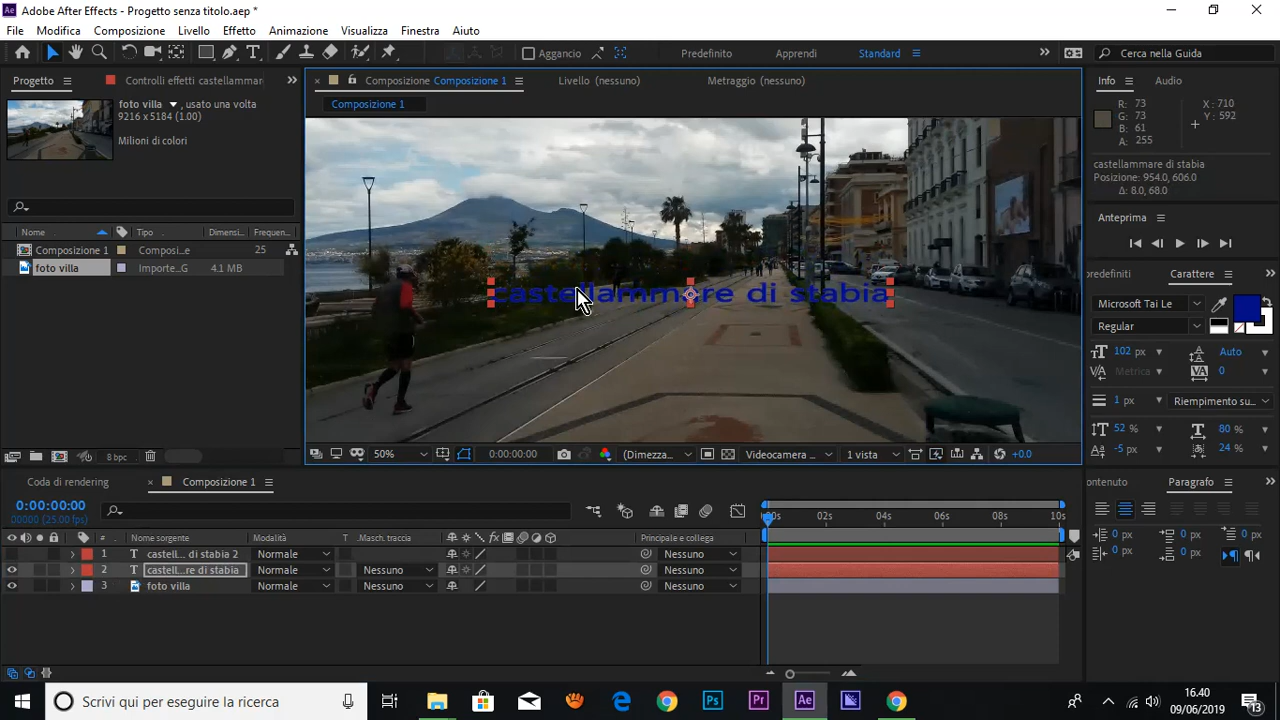 Ae Adobe After Effects - Progetto senza titolo.aep *
File Modifica Composizione Livello Effetto Animazione Visualizza Finestra Aiuto
Aggancio Predefinito Apprendi Standard Cerca nella Guida
Progetto Controlli effetti castellammar
Composizione Composizione 1 Livello (nessuno) Metraggio (nessuno)
Info Audio
foto villa , usato una volta
9216 x 5184 (1.00)
Milioni di colori
Composizione 1
R: 73 X: 710
G: 73 Y: 592
B: 61
A: 255
castellammare di stabia
Posizione: 954.0, 606.0
Δ: 8.0, 68.0
Anteprima
Nome Tipo Dimensi... Frequen...
Composizione 1 Composi...e 25
foto villa Importe...G 4.1 MB
castellammare di stabia
predefiniti Carattere
Microsoft Tai Le
Regular
102 px Auto
Metrica 0
1 px Riempimento su...
52 % 80 %
-5 px 24 %
8 bpc
50% 0:00:00:00 (Dimezza... Videocamera ... 1 vista +0.0
Coda di rendering Composizione 1
ontenuto Paragrafo
0:00:00:00
00000 (25.00 fps)
00s 02s 04s 06s 08s 10s
# Nome sorgente Modalità T Masch. traccia Principale e collega
1 T castell... di stabia 2 Normale Nessuno
2 T castell...re di stabia Normale Nessuno Nessuno
3 foto villa Normale Nessuno Nessuno
0 px 0 px 0 px
0 px 0 px
Scrivi qui per eseguire la ricerca
Ps Pr Ae
17:40
09/06/2019
13